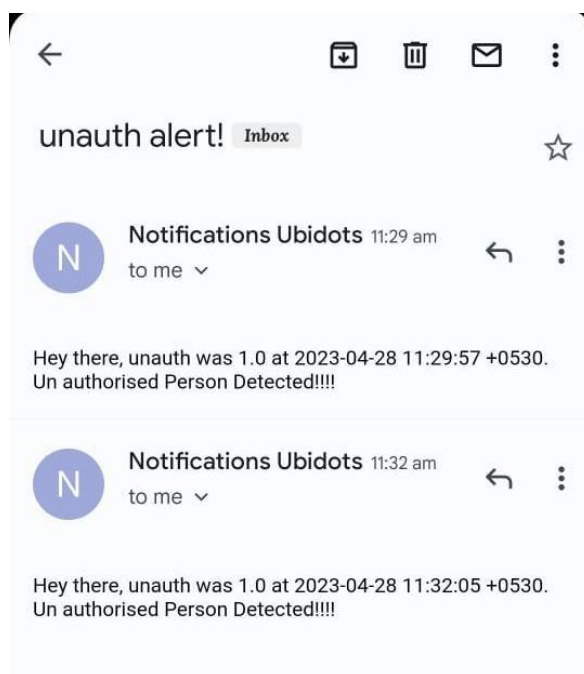 unauth alert! Inbox
N
Notifications Ubidots 11:29 am
to me
Hey there, unauth was 1.0 at 2023-04-28 11:29:57 +0530.
Un authorised Person Detected!!!!
N
Notifications Ubidots 11:32 am
to me
Hey there, unauth was 1.0 at 2023-04-28 11:32:05 +0530.
Un authorised Person Detected!!!!